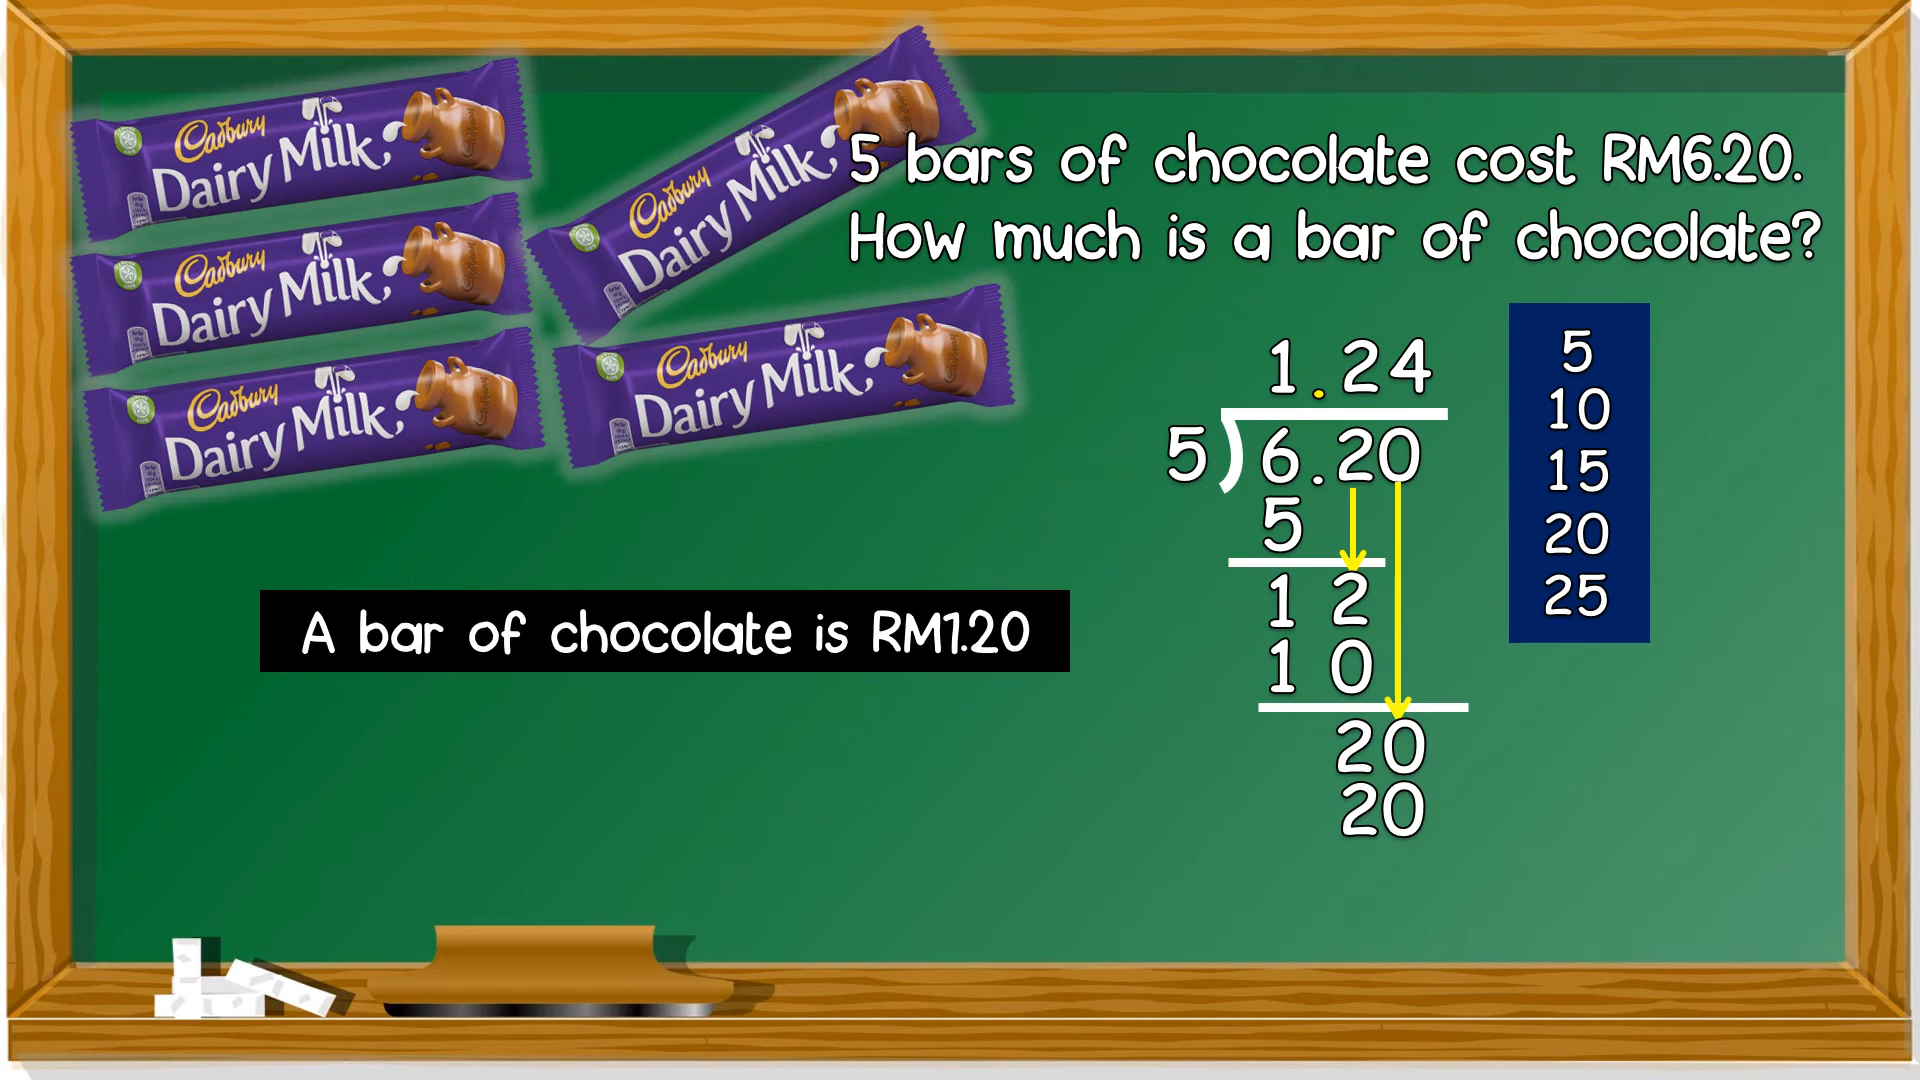 Cadbury
Dairy Milk
Cadbury
Dairy Milk
Cadbury
Dairy Milk
Cadbury
Dairy Milk
Cadbury
Dairy Milk
5 bars of chocolate cost RM6.20.
How much is a bar of chocolate?
1.24
5) 6.20
5
1 2
1 0
20
20
5
10
15
20
25
A bar of chocolate is RM1.20